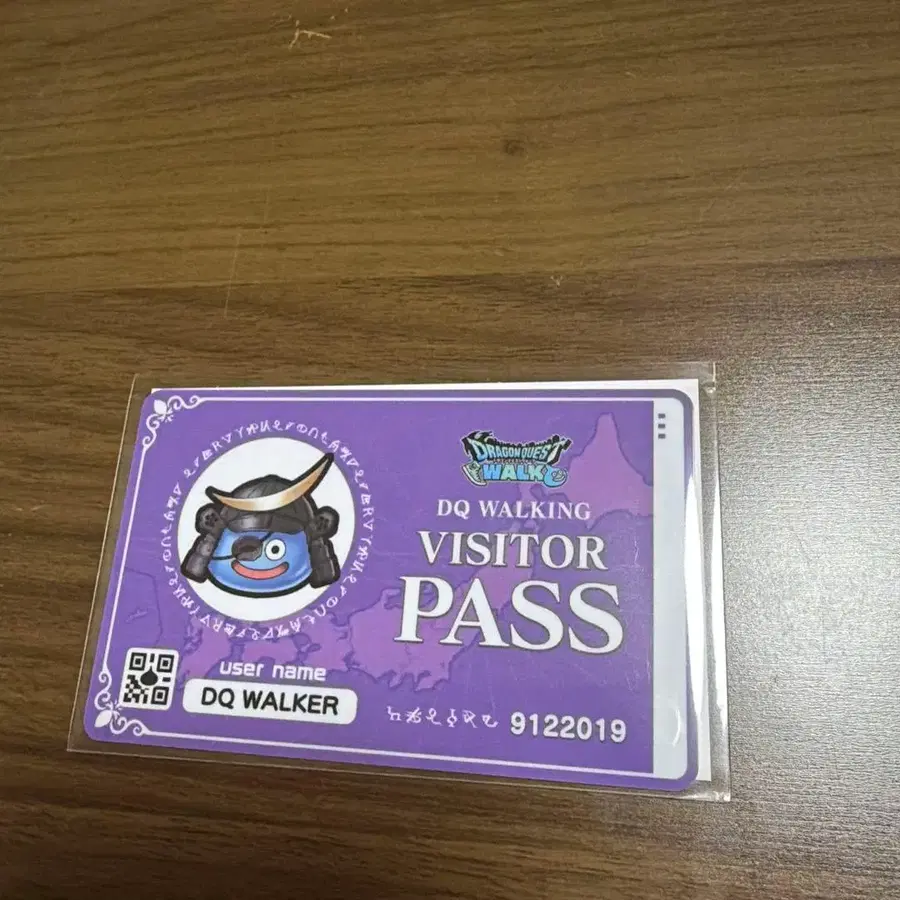 DRAGON QUEST
WALK
DQ WALKING
VISITOR
PASS
user name
DQ WALKER
9122019